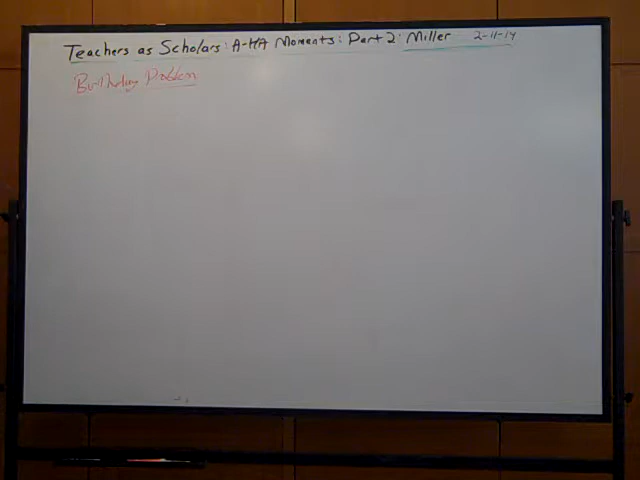 Teachers as Scholars: A-HA Moments: Part 2: Miller 2-11-14
Birthday Problem